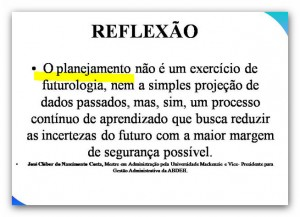 REFLEXÃO
• O planejamento não é um exercício de
futurologia, nem a simples projeção de
dados passados, mas, sim, um processo
contínuo de aprendizado que busca reduzir
as incertezas do futuro com a maior margem
de segurança possível.
• José Cléber do Nascimento Costa, Mestre em Administração pela Universidade Mackenzie e Vice- Presidente para
Gestão Administrativa da ARDEH.